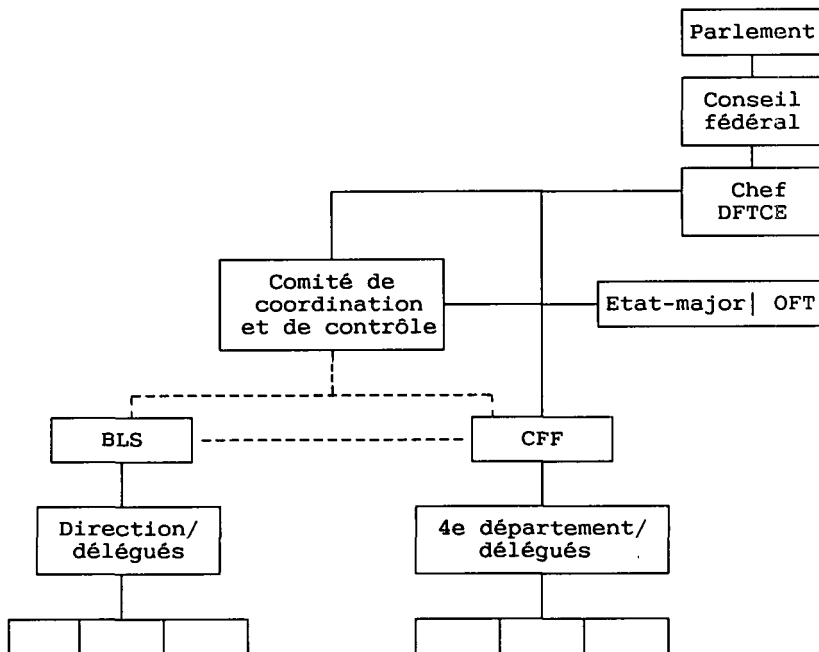 Parlement
Conseil
fédéral
Chef
DFTCE
Comité de
coordination
et de contrôle
Etat-major| OFT
BLS
CFF
Direction/
délégués
4e département/
délégués